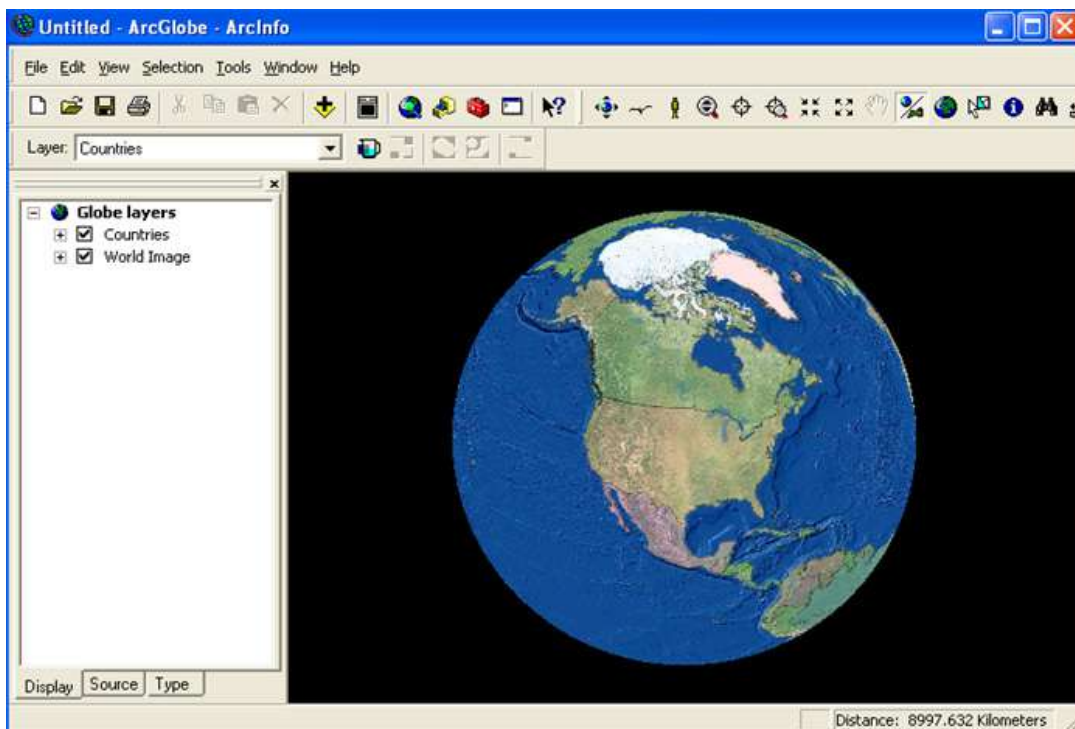 Untitled - ArcGlobe - ArcInfo
File Edit View Selection Tools Window Help
Layer: Countries
Globe layers
Countries
World Image
Display Source Type
Distance: 8997.632 Kilometers